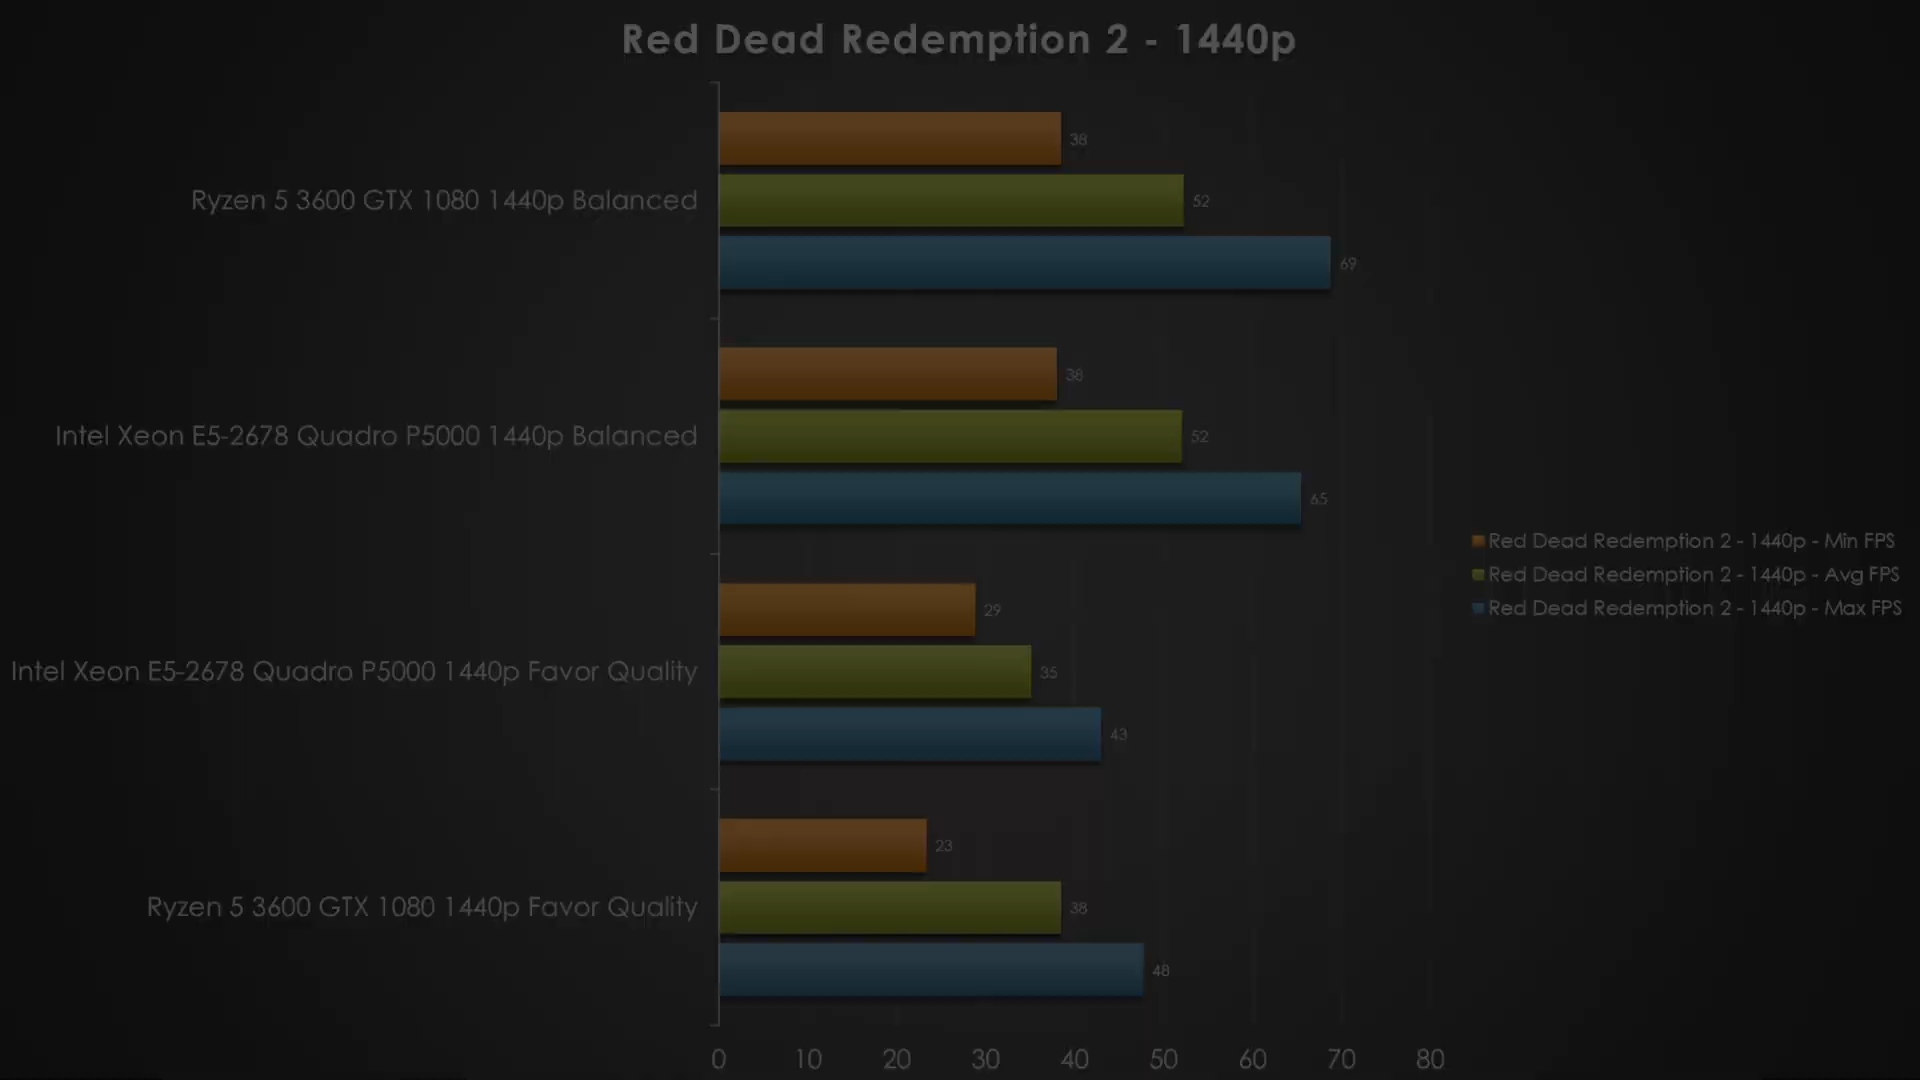 Red Dead Redemption 2 - 1440p
Ryzen 5 3600 GTX 1080 1440p Balanced
38
52
69
Intel Xeon E5-2678 Quadro P5000 1440p Balanced
38
52
65
Intel Xeon E5-2678 Quadro P5000 1440p Favor Quality
29
35
43
Ryzen 5 3600 GTX 1080 1440p Favor Quality
23
38
48
0 10 20 30 40 50 60 70 80
Red Dead Redemption 2 - 1440p - Min FPS
Red Dead Redemption 2 - 1440p - Avg FPS
Red Dead Redemption 2 - 1440p - Max FPS